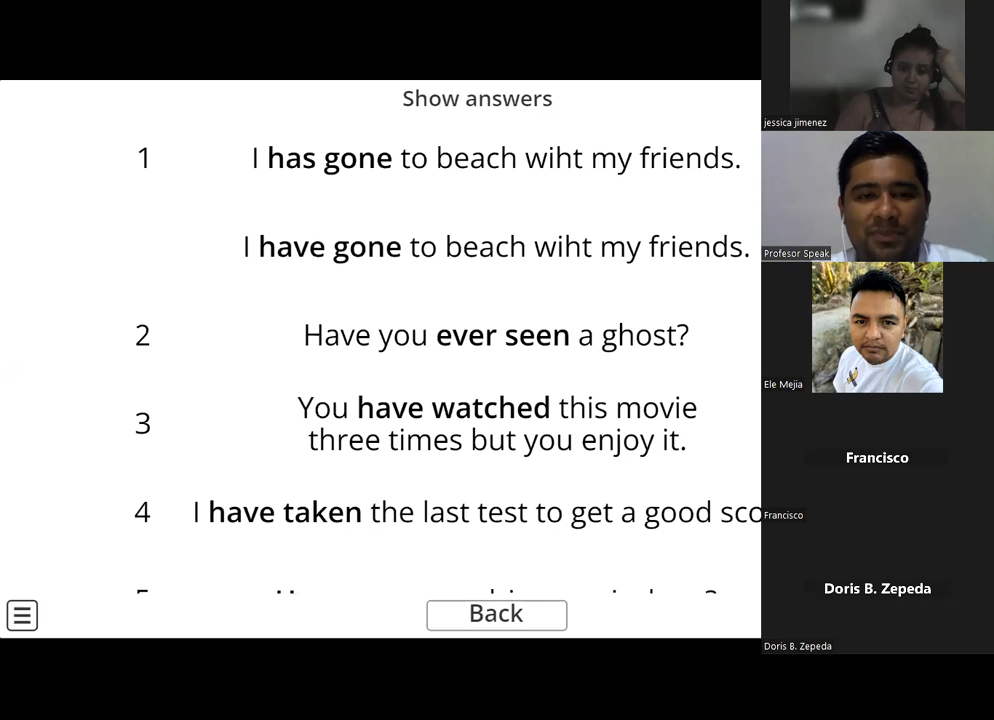 Show answers
1 I has gone to beach wiht my friends.
I have gone to beach wiht my friends.
2 Have you ever seen a ghost?
3 You have watched this movie
three times but you enjoy it.
4 I have taken the last test to get a good sco
Back
jessica jimenez
Profesor Speak
Ele Mejia
Francisco
Francisco
Doris B. Zepeda
Doris B. Zepeda